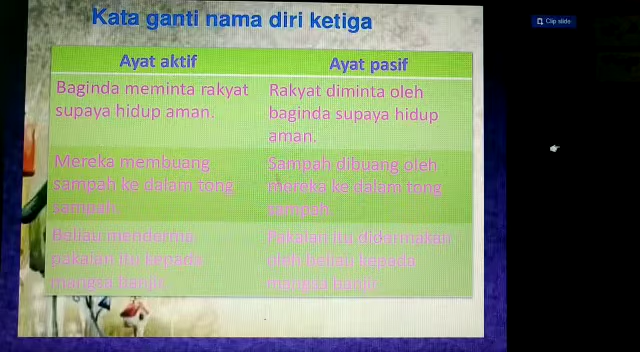 Kata ganti nama diri ketiga
Clip slide
Ayat aktif
Ayat pasif
Baginda meminta rakyat
supaya hidup aman.
Rakyat diminta oleh
baginda supaya hidup
aman.
Mereka membuang
sampah ke dalam tong
sampah.
Sampah dibuang oleh
mereka ke dalam tong
sampah.
Beliau menderma
pakaian itu kepada
mangsa banjir.
Pakaian itu didermakan
oleh beliau kepada
mangsa banjir.